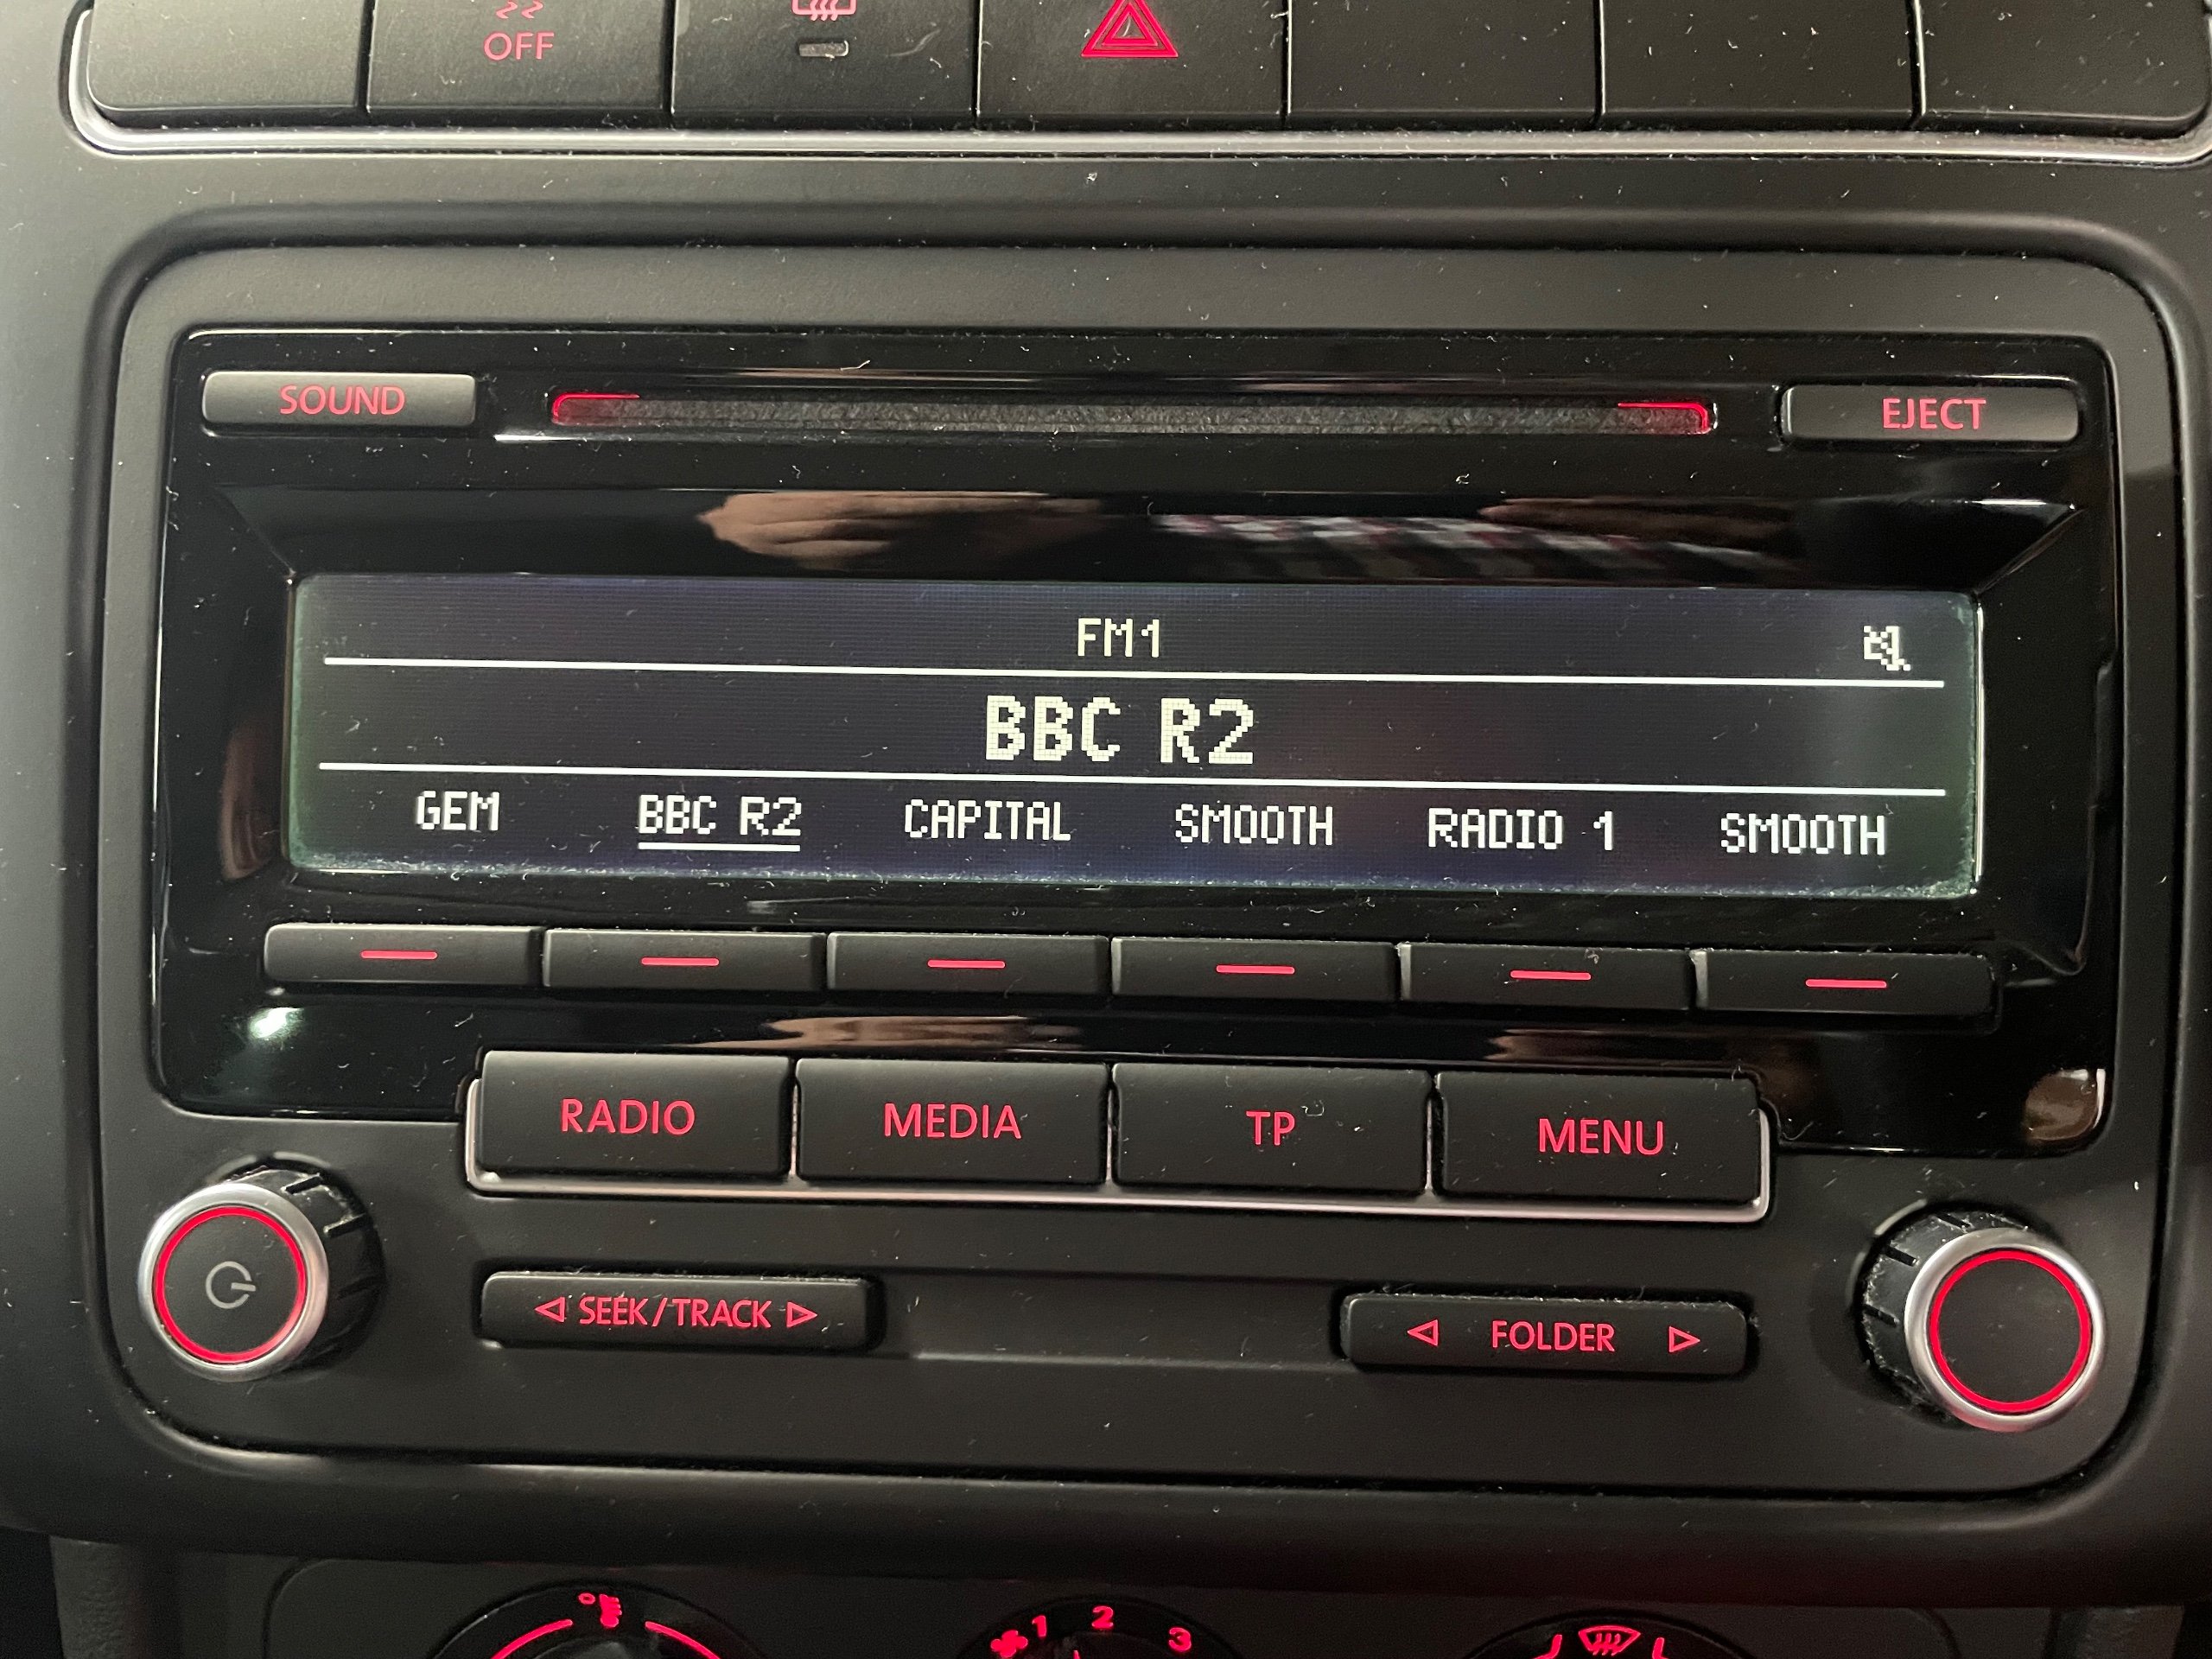 OFF
SOUND
EJECT
FM1
BBC R2
GEM BBC R2 CAPITAL SMOOTH RADIO 1 SMOOTH
RADIO MEDIA TP MENU
SEEK/TRACK FOLDER
1 2 3